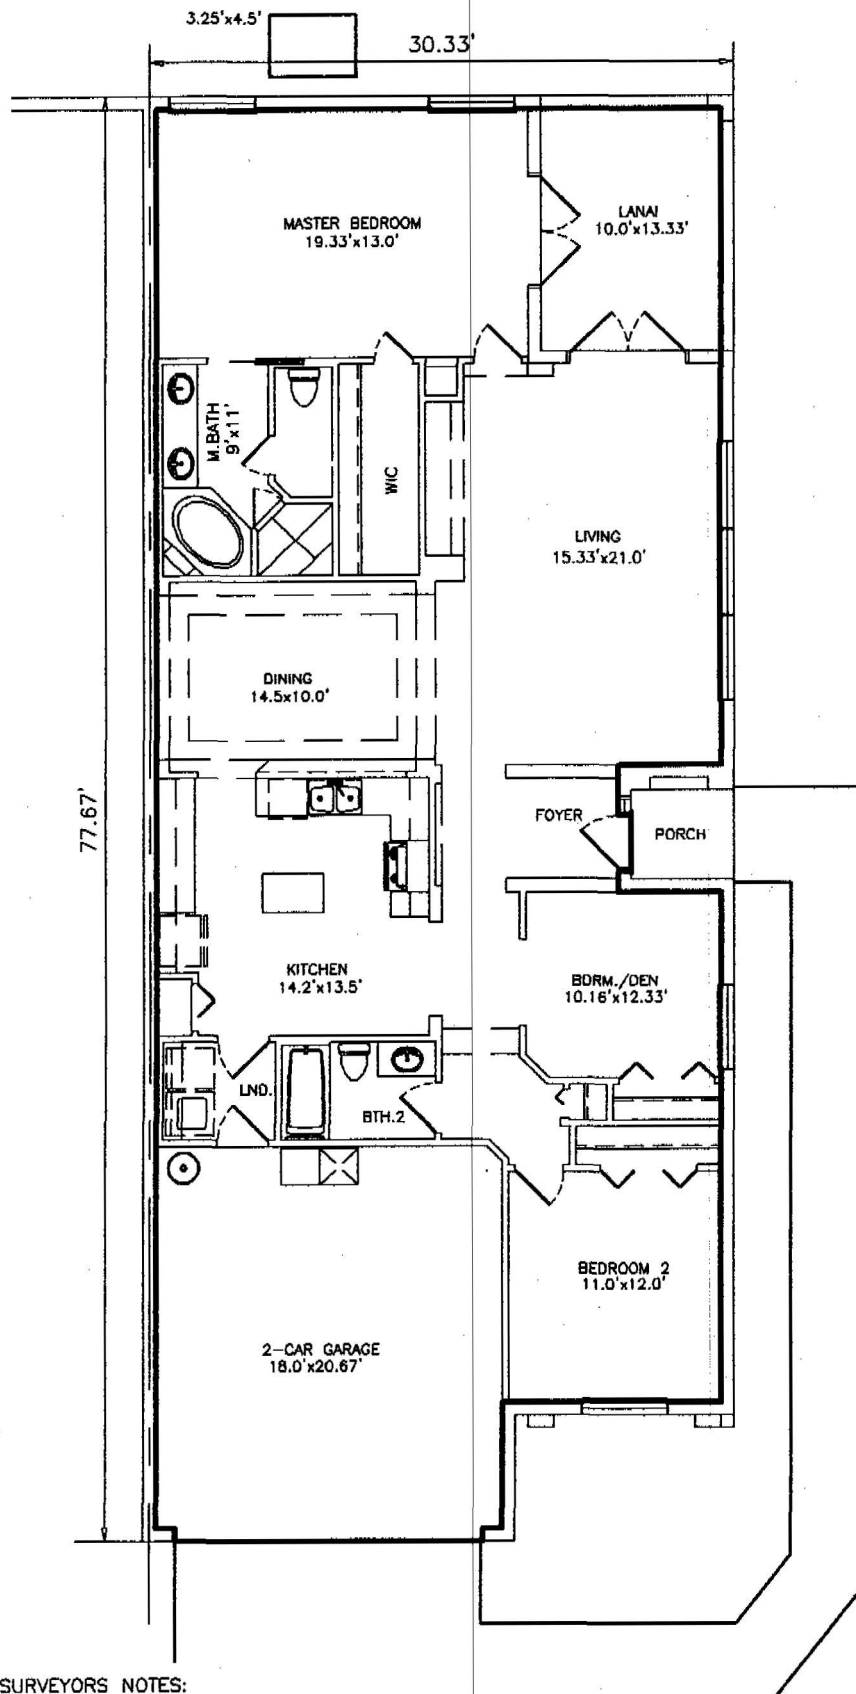 3.25'x4.5'
30.33'
MASTER BEDROOM
19.33'x13.0'
LANAI
10.0'x13.33'
M.BATH
9'x11'
WIC
LIVING
15.33'x21.0'
DINING
14.5x10.0'
77.67'
FOYER
PORCH
KITCHEN
14.2'x13.5'
BDRM./DEN
10.16'x12.33'
LND.
BTH.2
BEDROOM 2
11.0'x12.0'
2-CAR GARAGE
18.0'x20.67'
SURVEYORS NOTES: